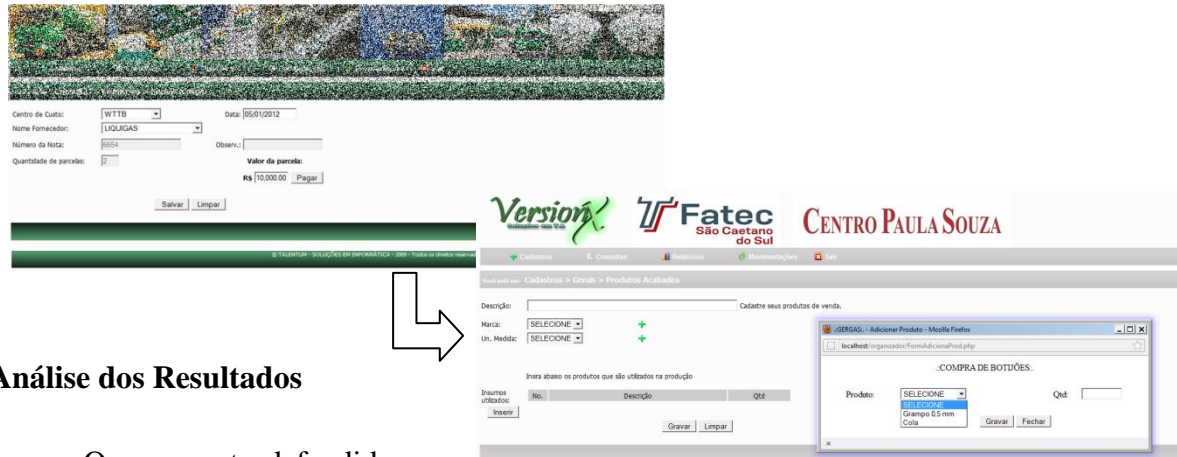 Centro de Custo: WTTB Data: 05/01/2012
Nome Fornecedor: LIQUIGAS
Número da Nota: 6654 Observ.:
Quantidade de parcelas: 2 Valor da parcela:
R$ 10,000.00 Pagar
Salvar Limpar
© TALENTUM - SOLUÇÕES EM INFORMÁTICA - 2009 - Todos os direitos
VersionX Fatec
São Caetano
do Sul
CENTRO PAULA SOUZA
Cadastros Consultas Relatórios Movimentações Sair
Você está em: Cadastros > Gerais > Produtos Acabados
Descrição: Cadastre seus produtos de venda.
Marca: SELECIONE
Un. Medida: SELECIONE
Insira abaixo os produtos que são utilizados na produção
Insumos utilizados: No. Descrição Qtd
Inserir
Gravar Limpar
.:GERGAS:. - Adicionar Produto - Mozilla Firefox
localhost/organizador/FormAdicionaProd.php
.:COMPRA DE BOTIJÕES:.
Produto: SELECIONE Qtd:
SELECIONE
Grampo 0,5 mm
Cola
Gravar Fechar
x
Análise dos Resultados